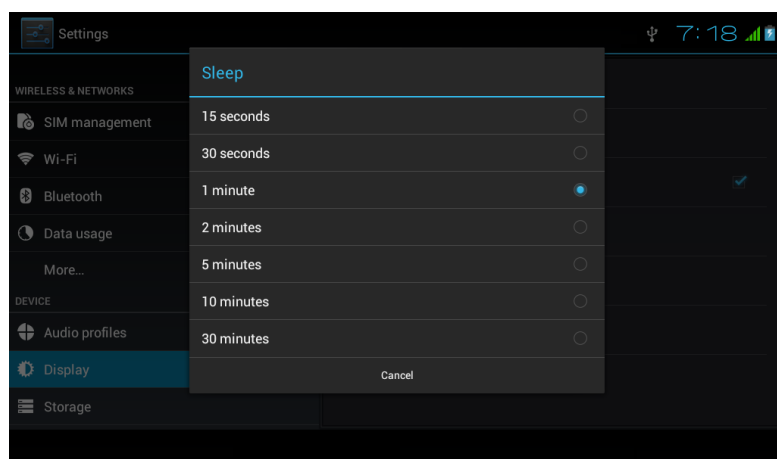 Settings
7:18
WIRELESS & NETWORKS
SIM management
Wi-Fi
Bluetooth
Data usage
More...
DEVICE
Audio profiles
Display
Storage
Sleep
15 seconds
30 seconds
1 minute
2 minutes
5 minutes
10 minutes
30 minutes
Cancel